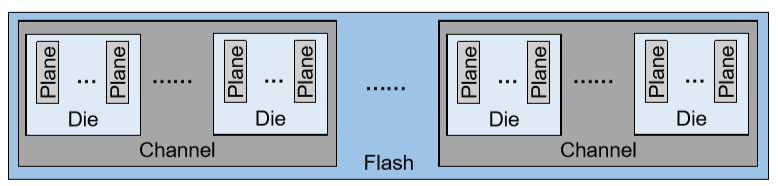 Plane ... Plane ...... Plane ... Plane ...... Plane ... Plane ...... Plane ... Plane
Die Die Die Die
Channel Flash Channel